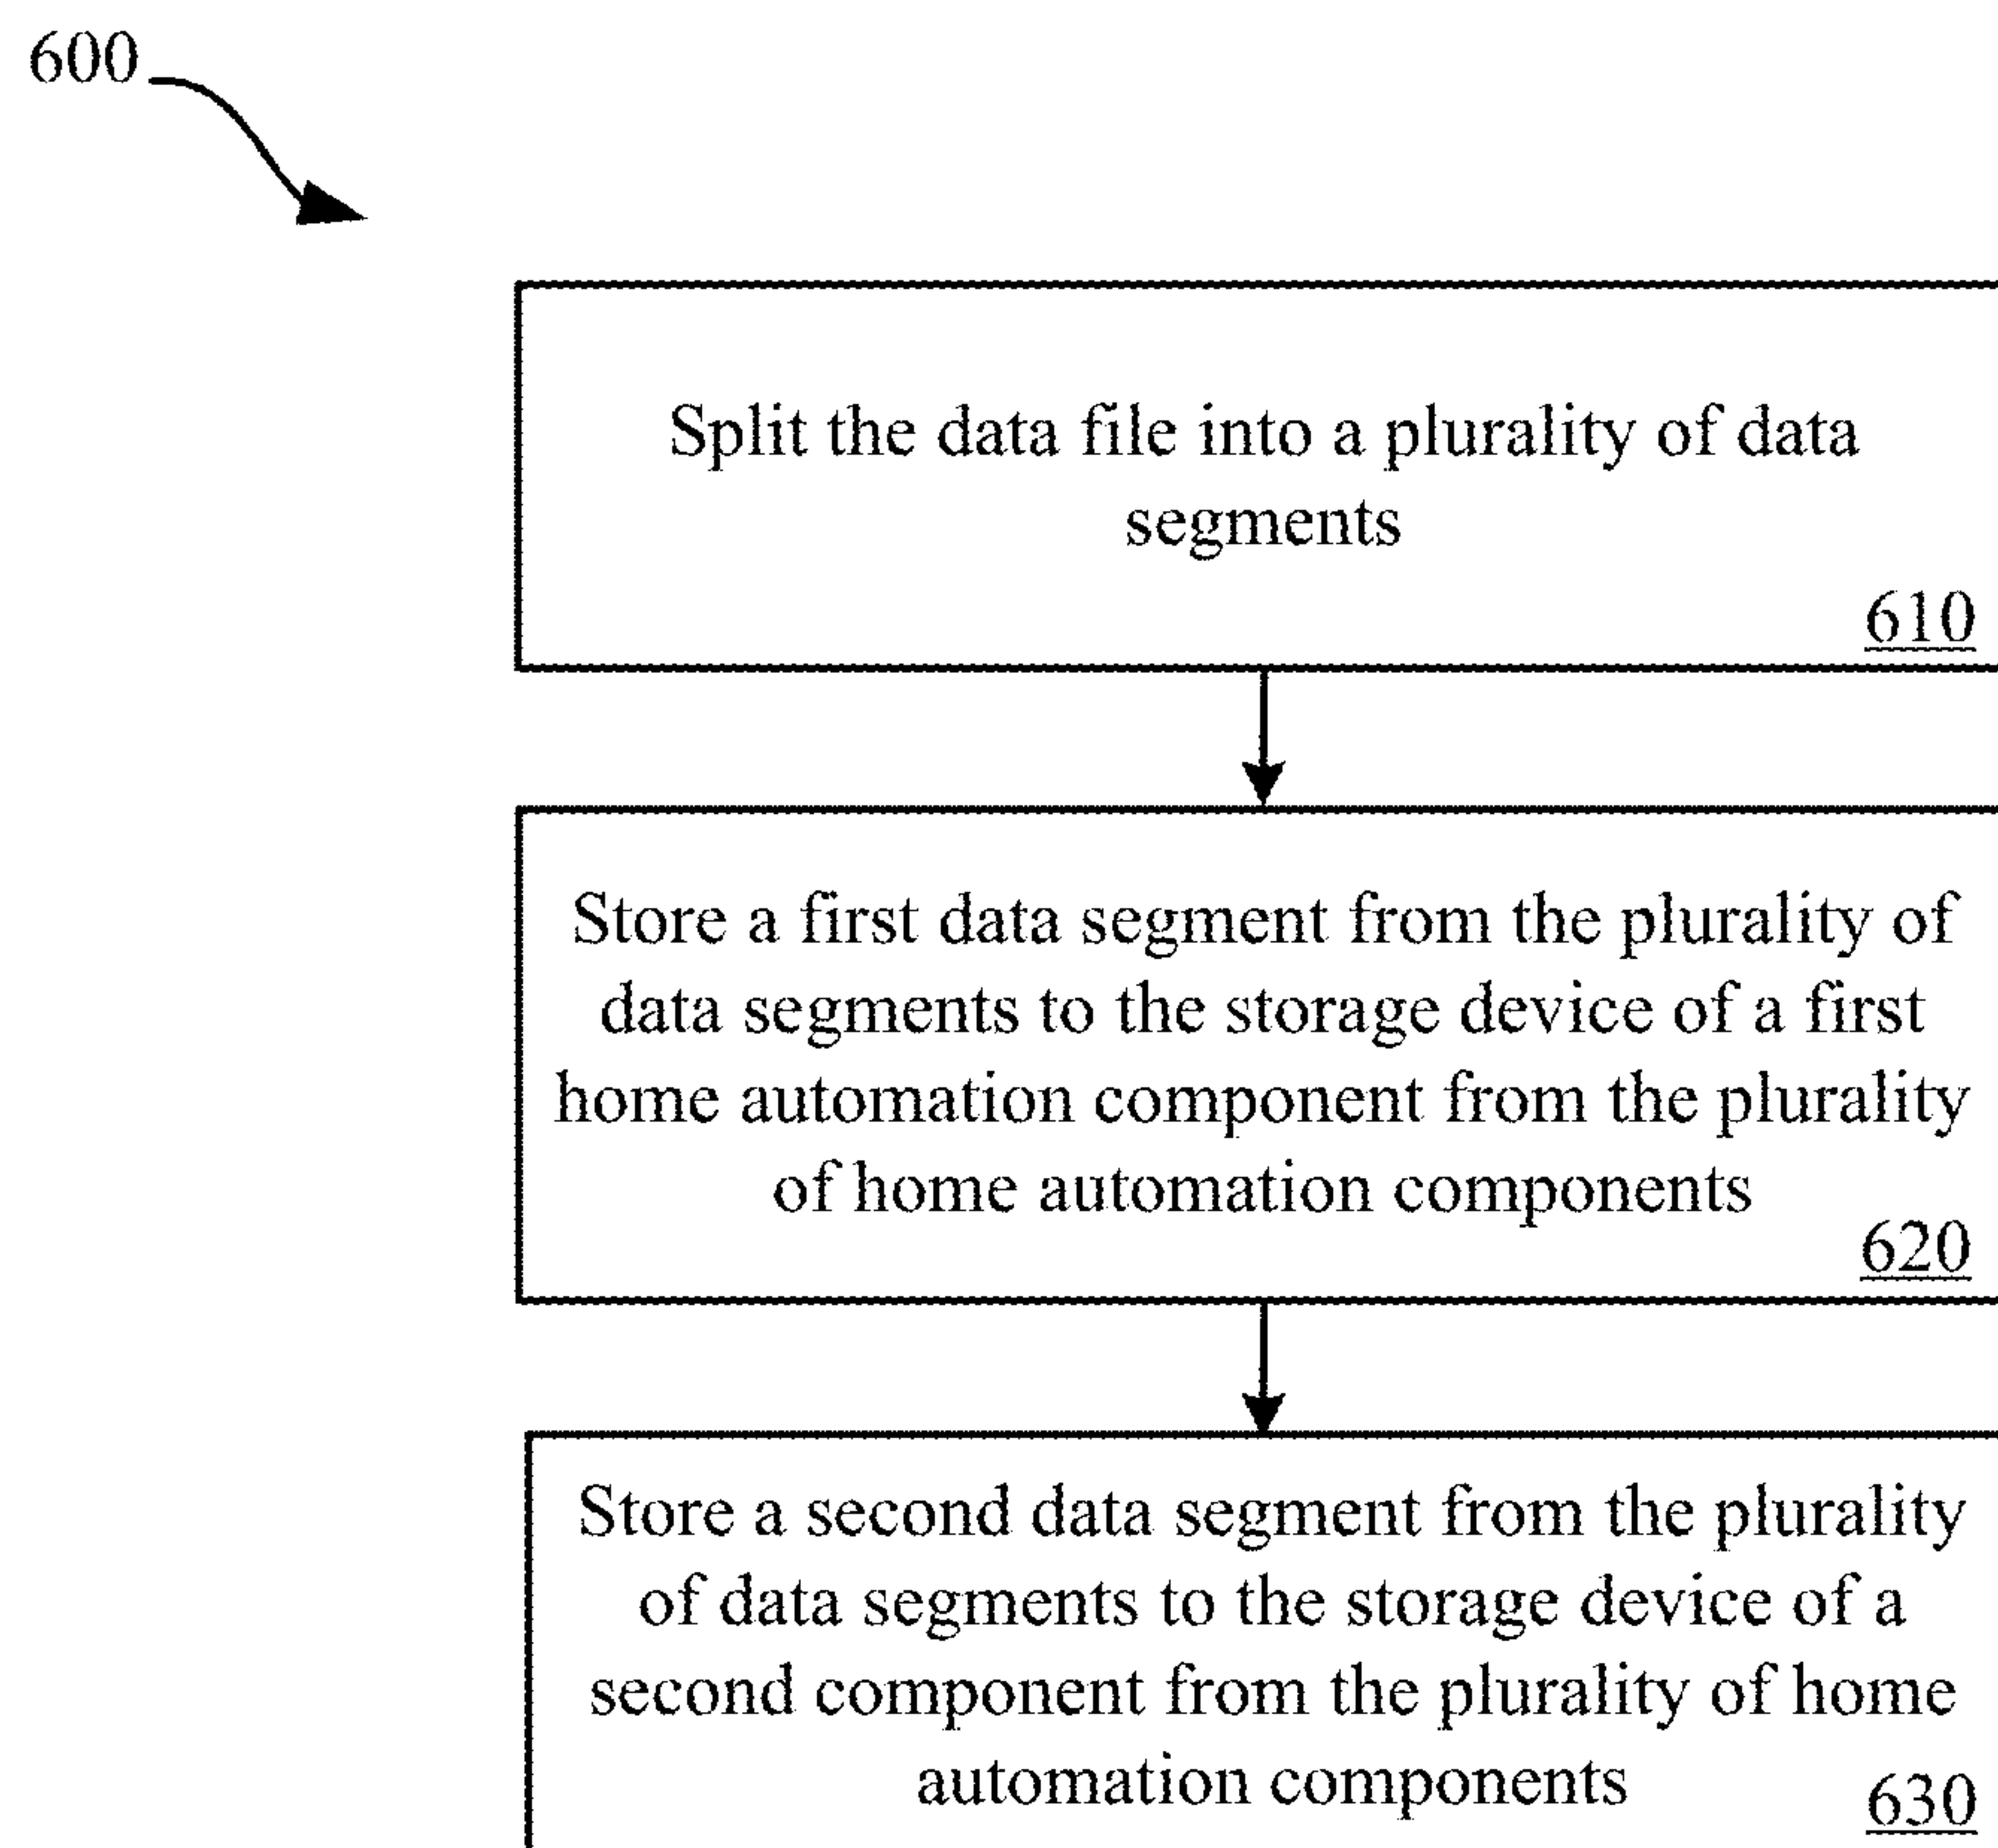 600
Split the data file into a plurality of data
segments
610
Store a first data segment from the plurality of
data segments to the storage device of a first
home automation component from the plurality
of home automation components
620
Store a second data segment from the plurality
of data segments to the storage device of a
second component from the plurality of home
automation components
630